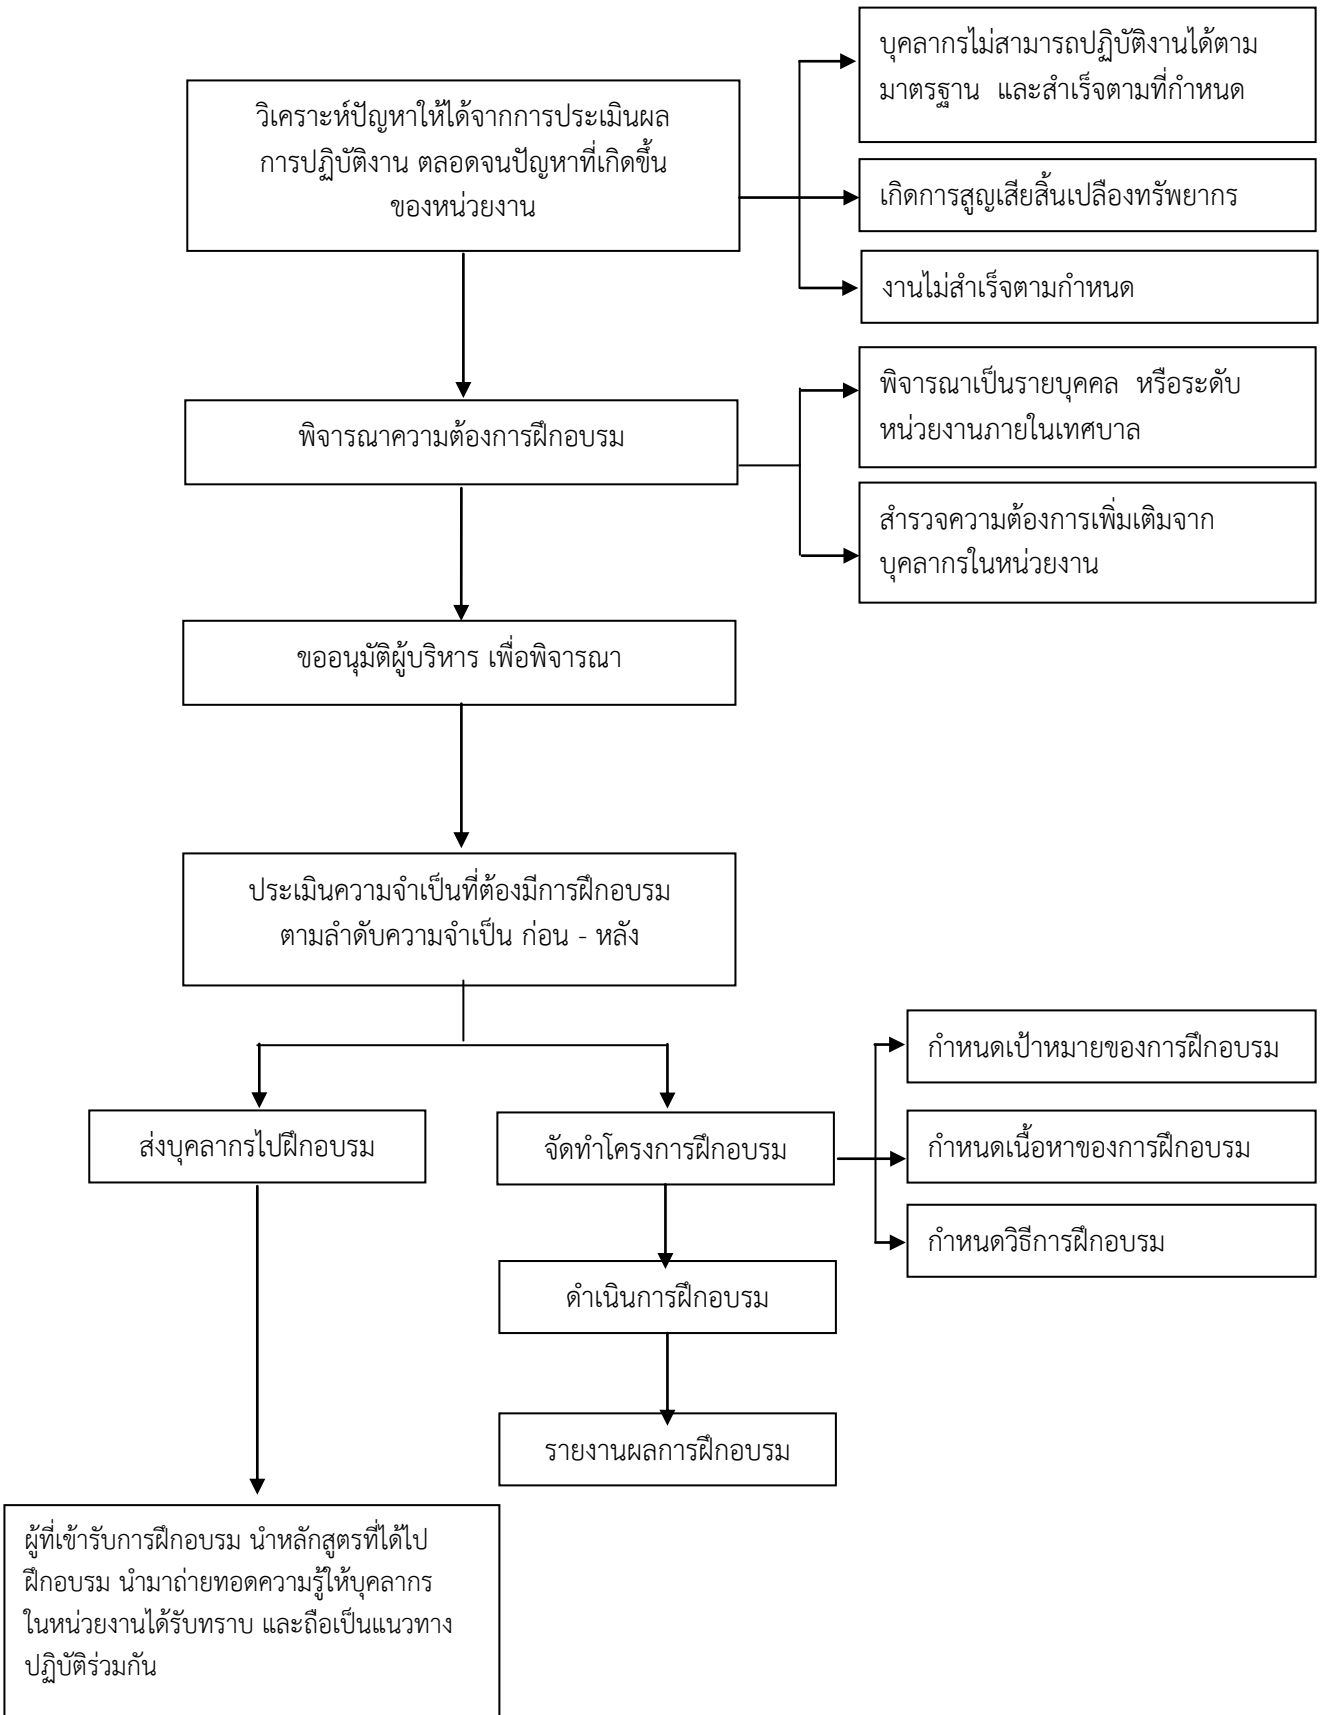 บุคลากรไม่สามารถปฏิบัติงานได้ตาม
มาตรฐาน และสำเร็จตามที่กำหนด
วิเคราะห์ปัญหาให้ได้จากการประเมินผล
การปฏิบัติงาน ตลอดจนปัญหาที่เกิดขึ้น
ของหน่วยงาน
เกิดการสูญเสียสิ้นเปลืองทรัพยากร
งานไม่สำเร็จตามกำหนด
พิจารณาความต้องการฝึกอบรม
พิจารณาเป็นรายบุคคล หรือระดับ
หน่วยงานภายในเทศบาล
สำรวจความต้องการเพิ่มเติมจาก
บุคลากรในหน่วยงาน
ขออนุมัติผู้บริหาร เพื่อพิจารณา
ประเมินความจำเป็นที่ต้องมีการฝึกอบรม
ตามลำดับความจำเป็น ก่อน - หลัง
ส่งบุคลากรไปฝึกอบรม
จัดทำโครงการฝึกอบรม
กำหนดเป้าหมายของการฝึกอบรม
กำหนดเนื้อหาของการฝึกอบรม
กำหนดวิธีการฝึกอบรม
ดำเนินการฝึกอบรม
รายงานผลการฝึกอบรม
ผู้ที่เข้ารับการฝึกอบรม นำหลักสูตรที่ได้ไป
ฝึกอบรม นำมาถ่ายทอดความรู้ให้บุคลากร
ในหน่วยงานได้รับทราบ และถือเป็นแนวทาง
ปฏิบัติร่วมกัน